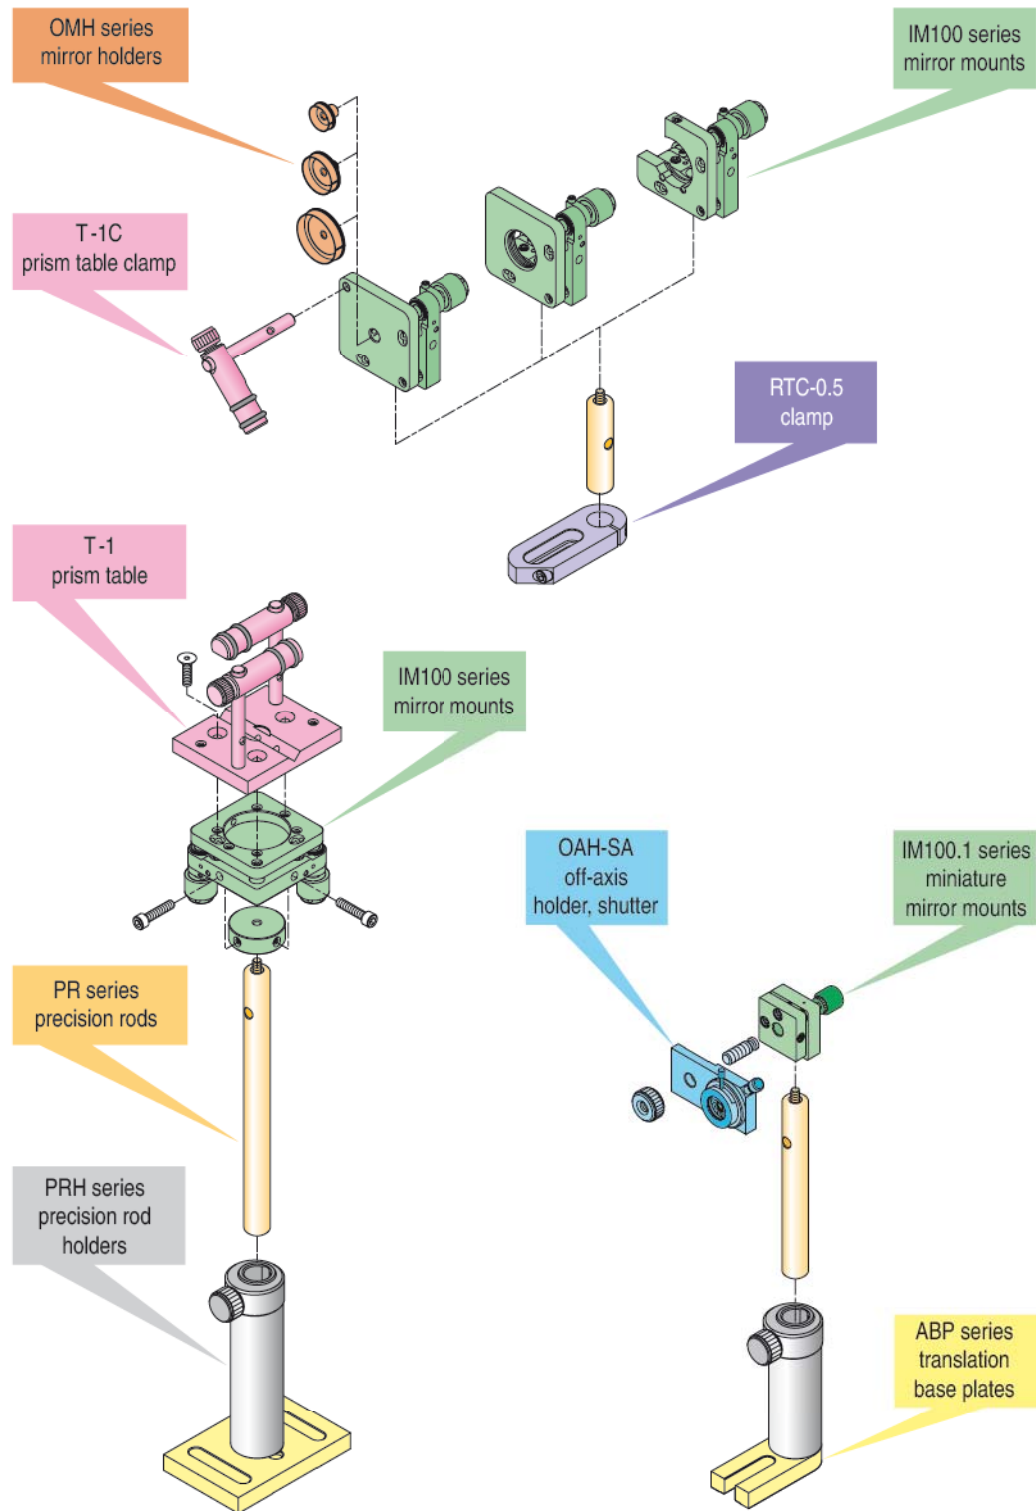 OMH series
mirror holders
IM100 series
mirror mounts
T-1C
prism table clamp
RTC-0.5
clamp
T-1
prism table
IM100 series
mirror mounts
OAH-SA
off-axis
holder, shutter
IM100.1 series
miniature
mirror mounts
PR series
precision rods
PRH series
precision rod
holders
ABP series
translation
base plates